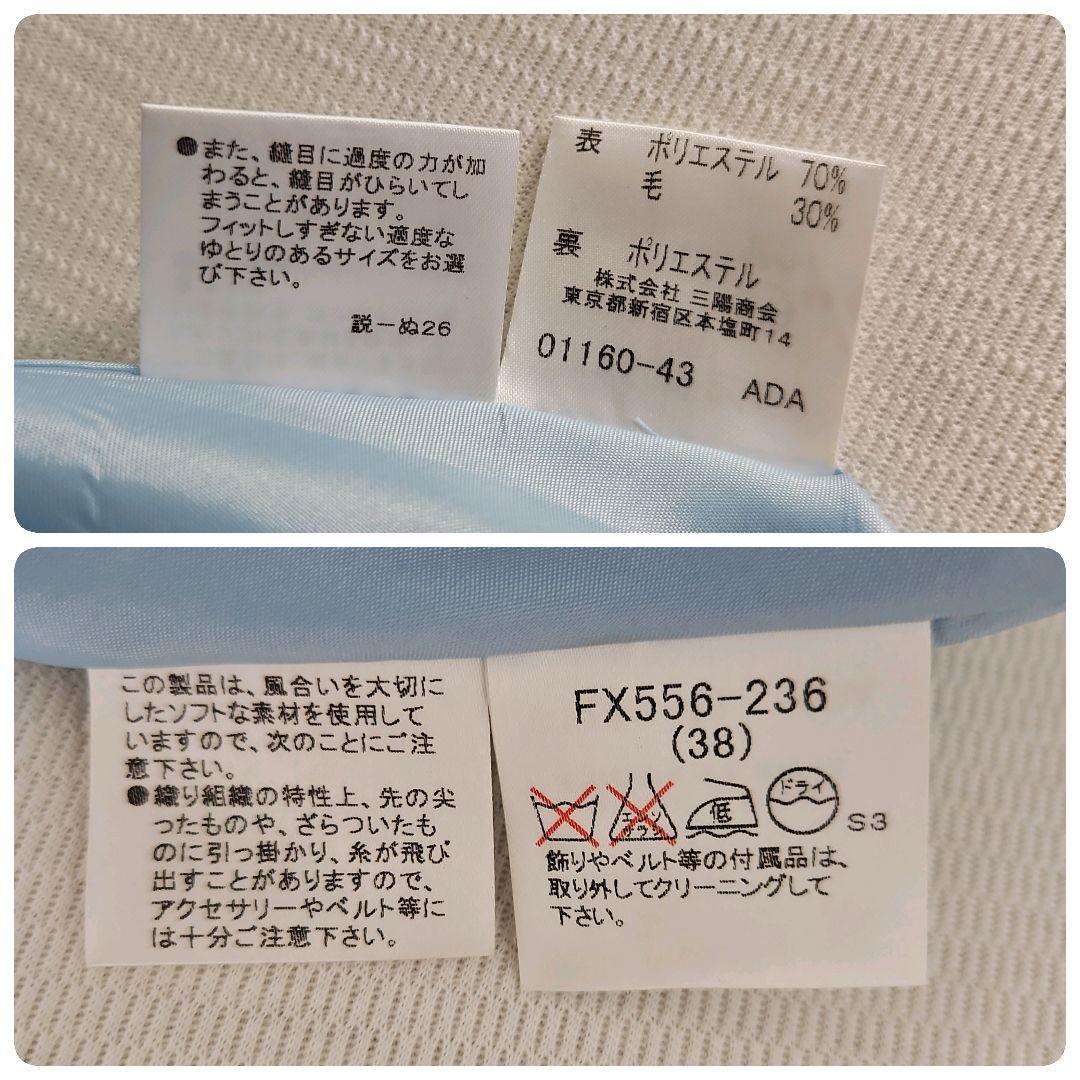 ●また、縫目に過度の力が加
わると、縫目がひらいてし
まうことがあります。
フィットしすぎない適度な
ゆとりのあるサイズをお選
び下さい。
説ーぬ26
表 ポリエステル 70%
毛 30%
裏 ポリエステル
株式会社 三陽商会
東京都新宿区本塩町14
01160-43 ADA
この製品は、風合いを大切に
したソフトな素材を使用して
いますので、次のことにご注
意下さい。
●織り組織の特性上、先の尖
ったものや、ざらついたも
のに引っ掛かり、糸が飛び
出すことがありますので、
アクセサリーやベルト等に
は十分ご注意下さい。
FX556-236
(38)
エンソ
サラシ
低
ドライ
S3
飾りやベルト等の付属品は、
取り外してクリーニングして
下さい。